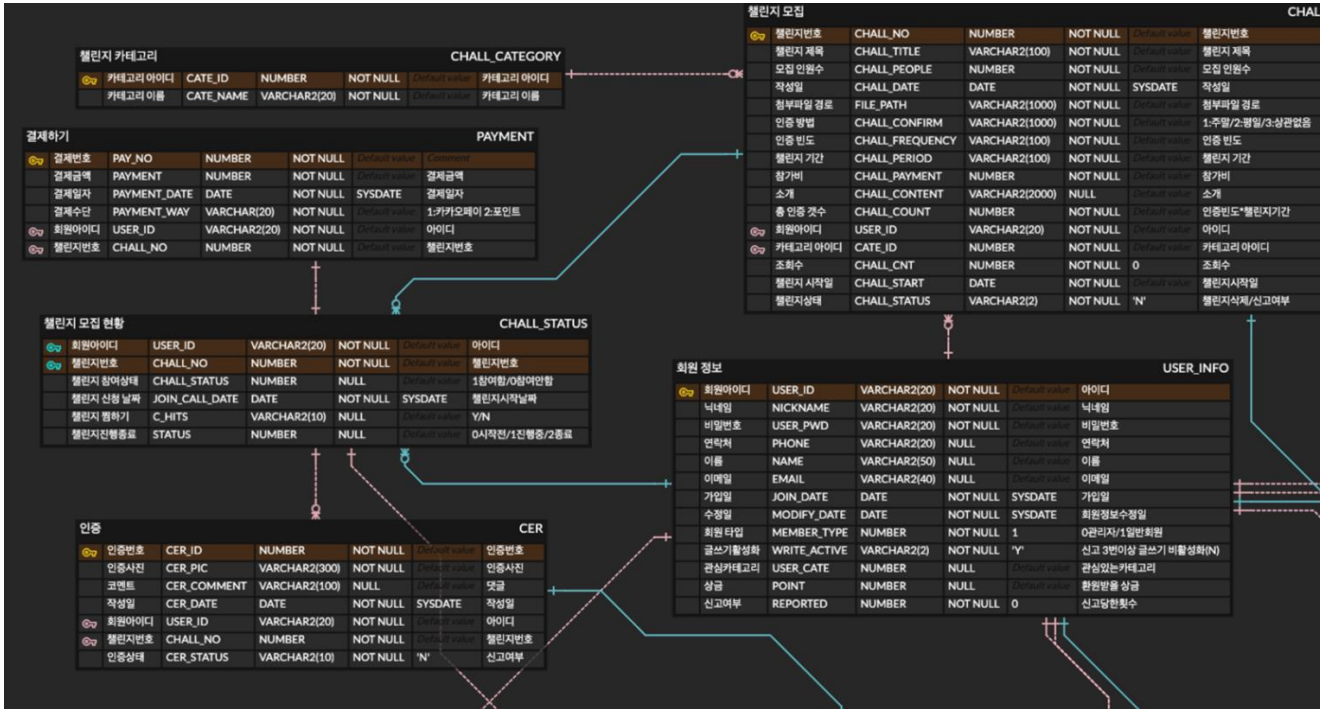 챌린지 모집 CHAL
챌린지번호 CHALL_NO NUMBER NOT NULL Default value 챌린지번호
챌린지 제목 CHALL_TITLE VARCHAR2(100) NOT NULL Default value 챌린지 제목
모집 인원수 CHALL_PEOPLE NUMBER NOT NULL Default value 모집 인원수
작성일 CHALL_DATE DATE NOT NULL SYSDATE 작성일
첨부파일 경로 FILE_PATH VARCHAR2(1000) NOT NULL Default value 첨부파일 경로
인증 방법 CHALL_CONFIRM VARCHAR2(1000) NOT NULL Default value 1:주말/2:평일/3:상관없음
인증 빈도 CHALL_FREQUENCY VARCHAR2(100) NOT NULL Default value 인증 빈도
챌린지 기간 CHALL_PERIOD VARCHAR2(100) NOT NULL Default value 챌린지 기간
참가비 CHALL_PAYMENT NUMBER NOT NULL Default value 참가비
소개 CHALL_CONTENT VARCHAR2(2000) NULL Default value 소개
총 인증 갯수 CHALL_COUNT NUMBER NOT NULL Default value 인증빈도*챌린지기간
회원아이디 USER_ID VARCHAR2(20) NOT NULL Default value 아이디
카테고리 아이디 CATE_ID NUMBER NOT NULL Default value 카테고리 아이디
조회수 CHALL_CNT NUMBER NOT NULL 0 조회수
챌린지 시작일 CHALL_START DATE NOT NULL Default value 챌린지시작일
챌린지상태 CHALL_STATUS VARCHAR2(2) NOT NULL 'N' 챌린지삭제/신고여부
챌린지 카테고리 CHALL_CATEGORY
카테고리 아이디 CATE_ID NUMBER NOT NULL Default value 카테고리 아이디
카테고리 이름 CATE_NAME VARCHAR2(20) NOT NULL Default value 카테고리 이름
결제하기 PAYMENT
결제번호 PAY_NO NUMBER NOT NULL Default value Comment
결제금액 PAYMENT NUMBER NOT NULL Default value 결제금액
결제일자 PAYMENT_DATE DATE NOT NULL SYSDATE 결제일자
결제수단 PAYMENT_WAY VARCHAR(20) NOT NULL Default value 1:카카오페이 2:포인트
회원아이디 USER_ID VARCHAR2(20) NOT NULL Default value 아이디
챌린지번호 CHALL_NO NUMBER NOT NULL Default value 챌린지번호
챌린지 모집 현황 CHALL_STATUS
회원아이디 USER_ID VARCHAR2(20) NOT NULL Default value 아이디
챌린지번호 CHALL_NO NUMBER NOT NULL Default value 챌린지번호
챌린지 참여상태 CHALL_STATUS NUMBER NULL Default value 1참여함/0참여안함
챌린지 신청 날짜 JOIN_CALL_DATE DATE NOT NULL SYSDATE 챌린지시작날짜
챌린지 찜하기 C_HITS VARCHAR2(10) NULL Default value Y/N
챌린지진행종료 STATUS NUMBER NULL Default value 0시작전/1진행중/2종료
회원 정보 USER_INFO
회원아이디 USER_ID VARCHAR2(20) NOT NULL Default value 아이디
닉네임 NICKNAME VARCHAR2(20) NOT NULL Default value 닉네임
비밀번호 USER_PWD VARCHAR2(20) NOT NULL Default value 비밀번호
연락처 PHONE VARCHAR2(20) NULL Default value 연락처
이름 NAME VARCHAR2(50) NULL Default value 이름
이메일 EMAIL VARCHAR2(40) NULL Default value 이메일
가입일 JOIN_DATE DATE NOT NULL SYSDATE 가입일
수정일 MODIFY_DATE DATE NOT NULL SYSDATE 회원정보수정일
회원 타입 MEMBER_TYPE NUMBER NOT NULL 1 0관리자/1일반회원
글쓰기활성화 WRITE_ACTIVE VARCHAR2(2) NOT NULL 'Y' 신고 3번이상 글쓰기 비활성화(N)
관심카테고리 USER_CATE NUMBER NULL Default value 관심있는카테고리
상금 POINT NUMBER NULL Default value 환원받을 상금
신고여부 REPORTED NUMBER NOT NULL 0 신고당한횟수
인증 CER
인증번호 CER_ID NUMBER NOT NULL Default value 인증번호
인증사진 CER_PIC VARCHAR2(300) NOT NULL Default value 인증사진
코멘트 CER_COMMENT VARCHAR2(100) NULL Default value 댓글
작성일 CER_DATE DATE NOT NULL SYSDATE 작성일
회원아이디 USER_ID VARCHAR2(20) NOT NULL Default value 아이디
챌린지번호 CHALL_NO NUMBER NOT NULL Default value 챌린지번호
인증상태 CER_STATUS VARCHAR2(10) NOT NULL 'N' 신고여부